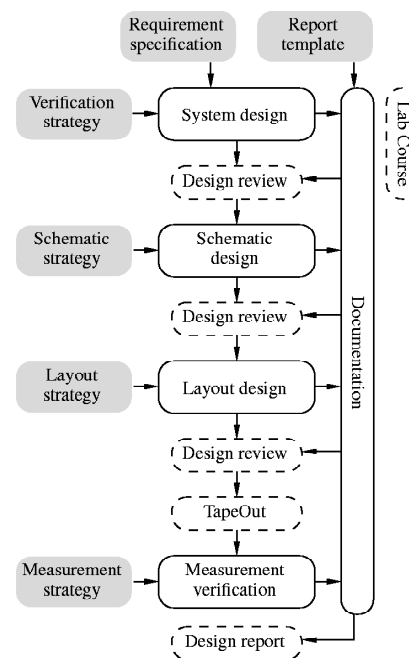 Requirement
specification
Report
template
Verification
strategy
System design
Lab Course
Design review
Schematic
strategy
Schematic
design
Documentation
Design review
Layout
strategy
Layout design
Design review
TapeOut
Measurement
strategy
Measurement
verification
Design report